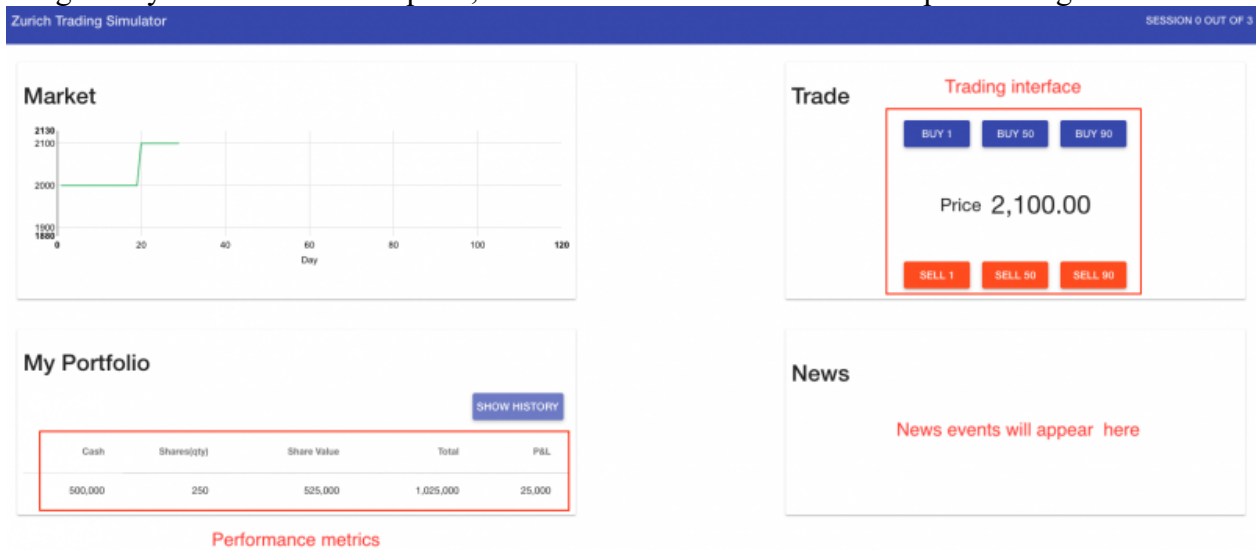 Zurich Trading Simulator
SESSION 0 OUT OF 3
Market
2130
2100
2000
1900
1880
0 20 40 60 80 100 120
Day
Trade
Trading interface
BUY 1 BUY 50 BUY 90
Price 2,100.00
SELL 1 SELL 50 SELL 90
My Portfolio
SHOW HISTORY
Cash Shares(qty) Share Value Total P&L
500,000 250 525,000 1,025,000 25,000
Performance metrics
News
News events will appear here